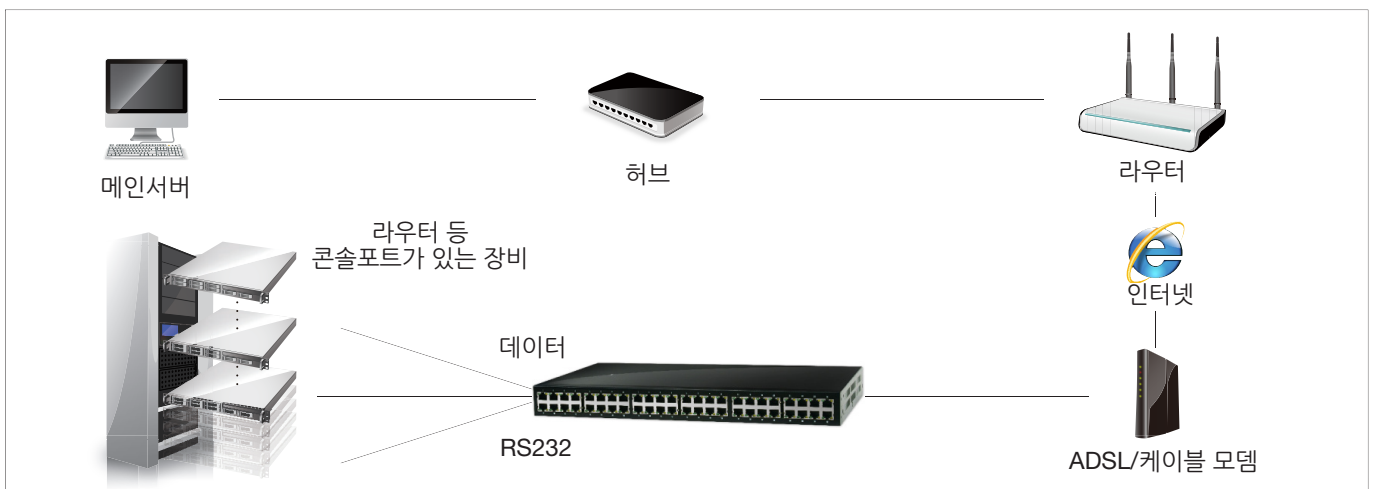 메인서버
허브
라우터
라우터 등
콘솔포트가 있는 장비
인터넷
데이터
RS232
ADSL/케이블 모뎀